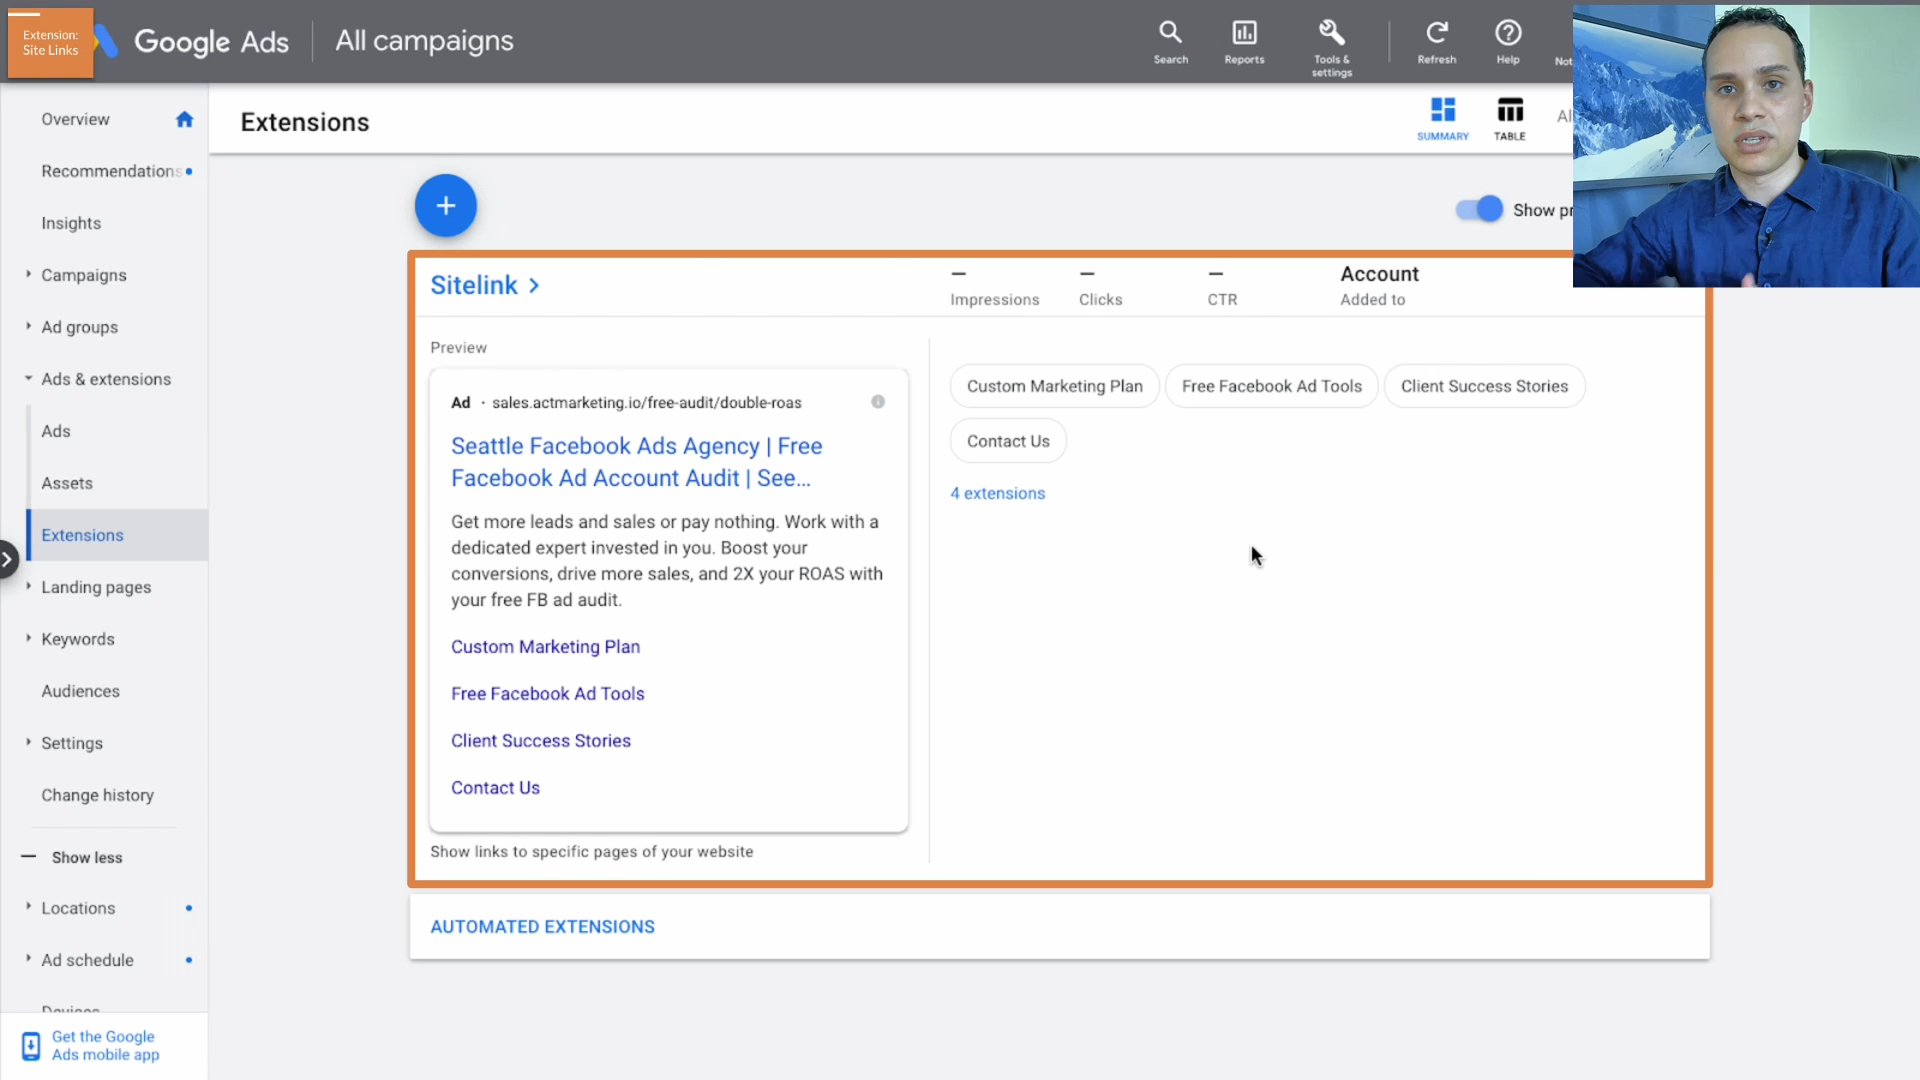 Extension:
Site Links
Google Ads
All campaigns
Search
Reports
Tools &
settings
Refresh
Help
Overview
Recommendations
Insights
Campaigns
Ad groups
Ads & extensions
Ads
Assets
Extensions
Landing pages
Keywords
Audiences
Settings
Change history
Show less
Locations
Ad schedule
Get the Google
Ads mobile app
Extensions
SUMMARY
TABLE
+
Sitelink
— Impressions
— Clicks
— CTR
Account
Added to
Preview
Ad · sales.actmarketing.io/free-audit/double-roas
Seattle Facebook Ads Agency | Free
Facebook Ad Account Audit | See...
Get more leads and sales or pay nothing. Work with a
dedicated expert invested in you. Boost your
conversions, drive more sales, and 2X your ROAS with
your free FB ad audit.
Custom Marketing Plan
Free Facebook Ad Tools
Client Success Stories
Contact Us
Show links to specific pages of your website
Custom Marketing Plan
Free Facebook Ad Tools
Client Success Stories
Contact Us
4 extensions
AUTOMATED EXTENSIONS